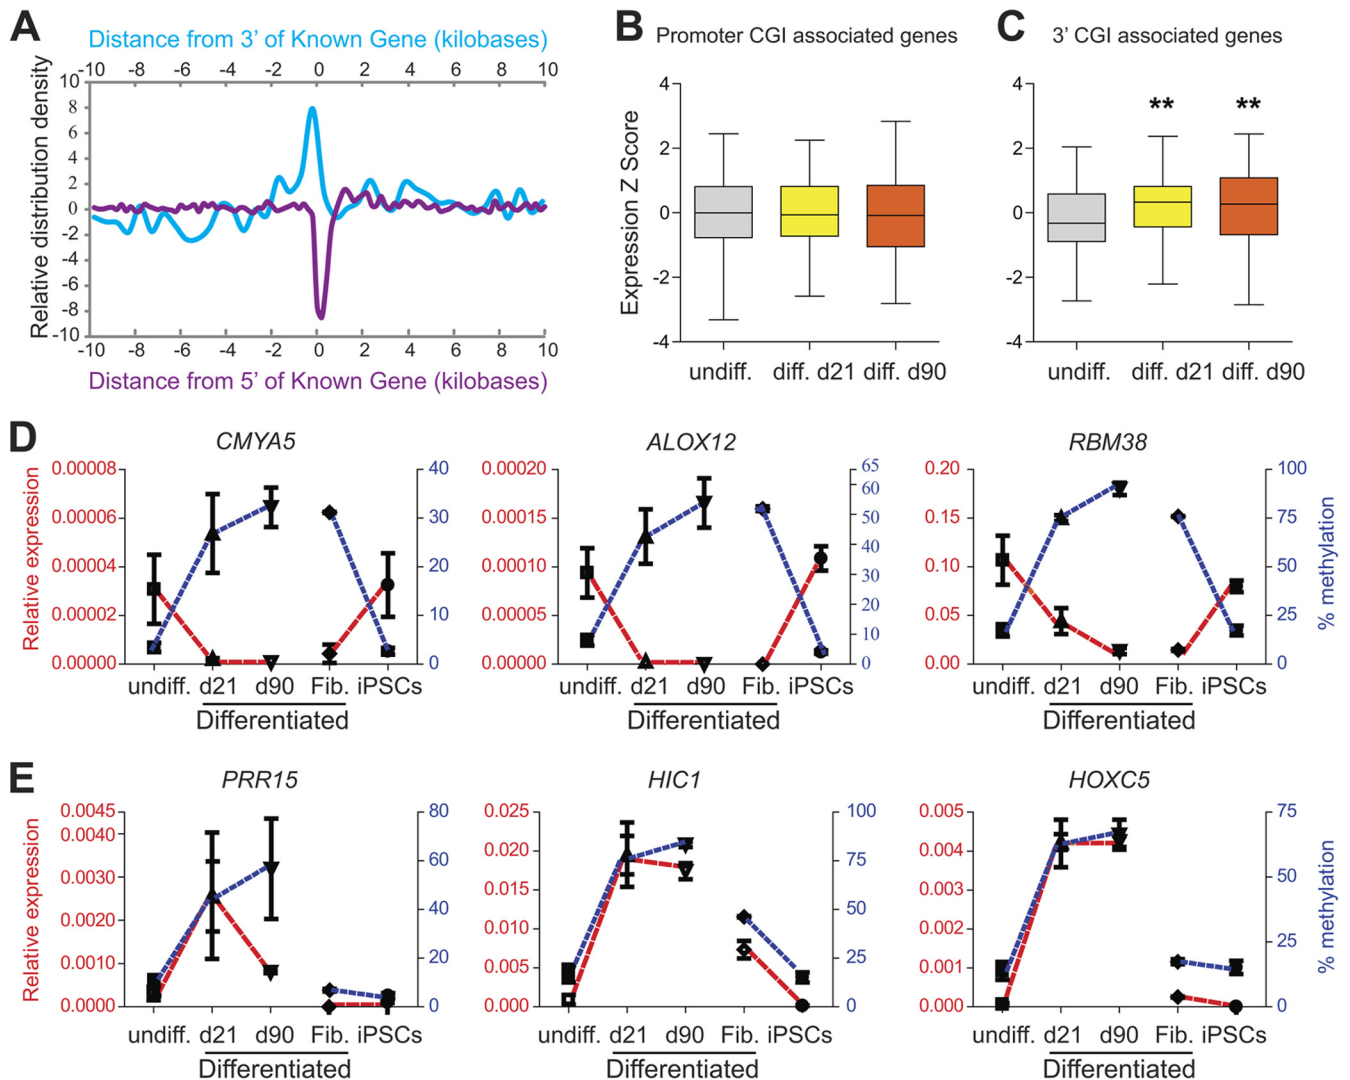 A
Distance from 3’ of Known Gene (kilobases)
-10 -8 -6 -4 -2 0 2 4 6 8 10
Relative distribution density
10
8
6
4
2
0
-2
-4
-6
-8
-10
-10 -8 -6 -4 -2 0 2 4 6 8 10
Distance from 5’ of Known Gene (kilobases)
B Promoter CGI associated genes
Expression Z Score
4
2
0
-2
-4
undiff. diff. d21 diff. d90
C 3’ CGI associated genes
** **
4
2
0
-2
-4
undiff. diff. d21 diff. d90
D
CMYA5
Relative expression
0.00008
0.00006
0.00004
0.00002
0.00000
40
30
20
10
0
undiff. d21 d90 Fib. iPSCs
Differentiated
ALOX12
0.00020
0.00015
0.00010
0.00005
0.00000
65
60
50
40
30
20
10
0
undiff. d21 d90 Fib. iPSCs
Differentiated
RBM38
0.20
0.15
0.10
0.05
0.00
100
75
50
25
0
% methylation
undiff. d21 d90 Fib. iPSCs
Differentiated
E
PRR15
Relative expression
0.0045
0.0040
0.0030
0.0020
0.0010
0.0000
80
60
40
20
0
undiff. d21 d90 Fib. iPSCs
Differentiated
HIC1
0.025
0.020
0.015
0.010
0.005
0.000
100
75
50
25
0
undiff. d21 d90 Fib. iPSCs
Differentiated
HOXC5
0.005
0.004
0.003
0.002
0.001
0.000
75
50
25
0
% methylation
undiff. d21 d90 Fib. iPSCs
Differentiated